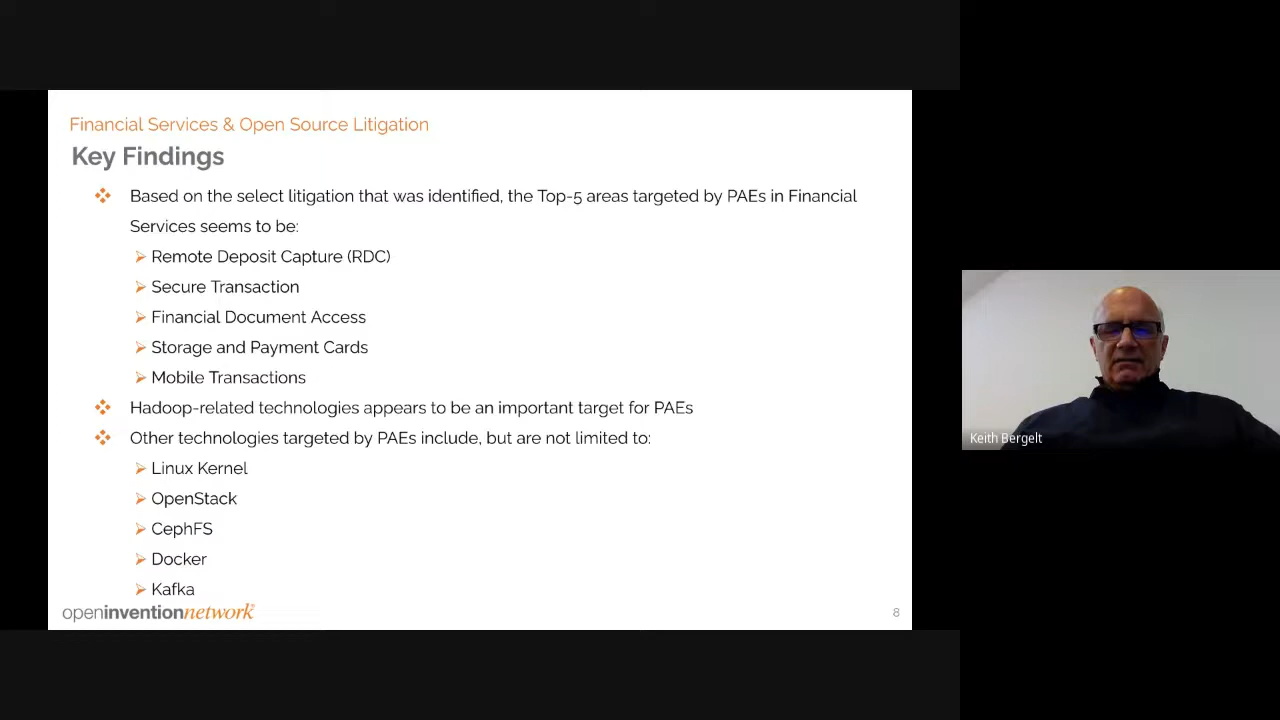 Financial Services & Open Source Litigation
Key Findings
Based on the select litigation that was identified, the Top-5 areas targeted by PAEs in Financial
Services seems to be:
Remote Deposit Capture (RDC)
Secure Transaction
Financial Document Access
Storage and Payment Cards
Mobile Transactions
Hadoop-related technologies appears to be an important target for PAEs
Other technologies targeted by PAEs include, but are not limited to:
Linux Kernel
OpenStack
CephFS
Docker
Kafka
openinventionnetwork
8
Keith Bergelt